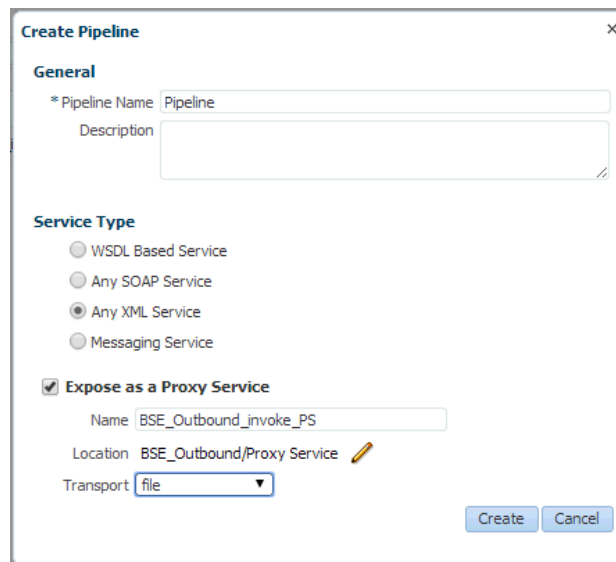 Create Pipeline
General
* Pipeline Name Pipeline
Description
Service Type
WSDL Based Service
Any SOAP Service
Any XML Service
Messaging Service
Expose as a Proxy Service
Name BSE_Outbound_invoke_PS
Location BSE_Outbound/Proxy Service
Transport file
Create Cancel